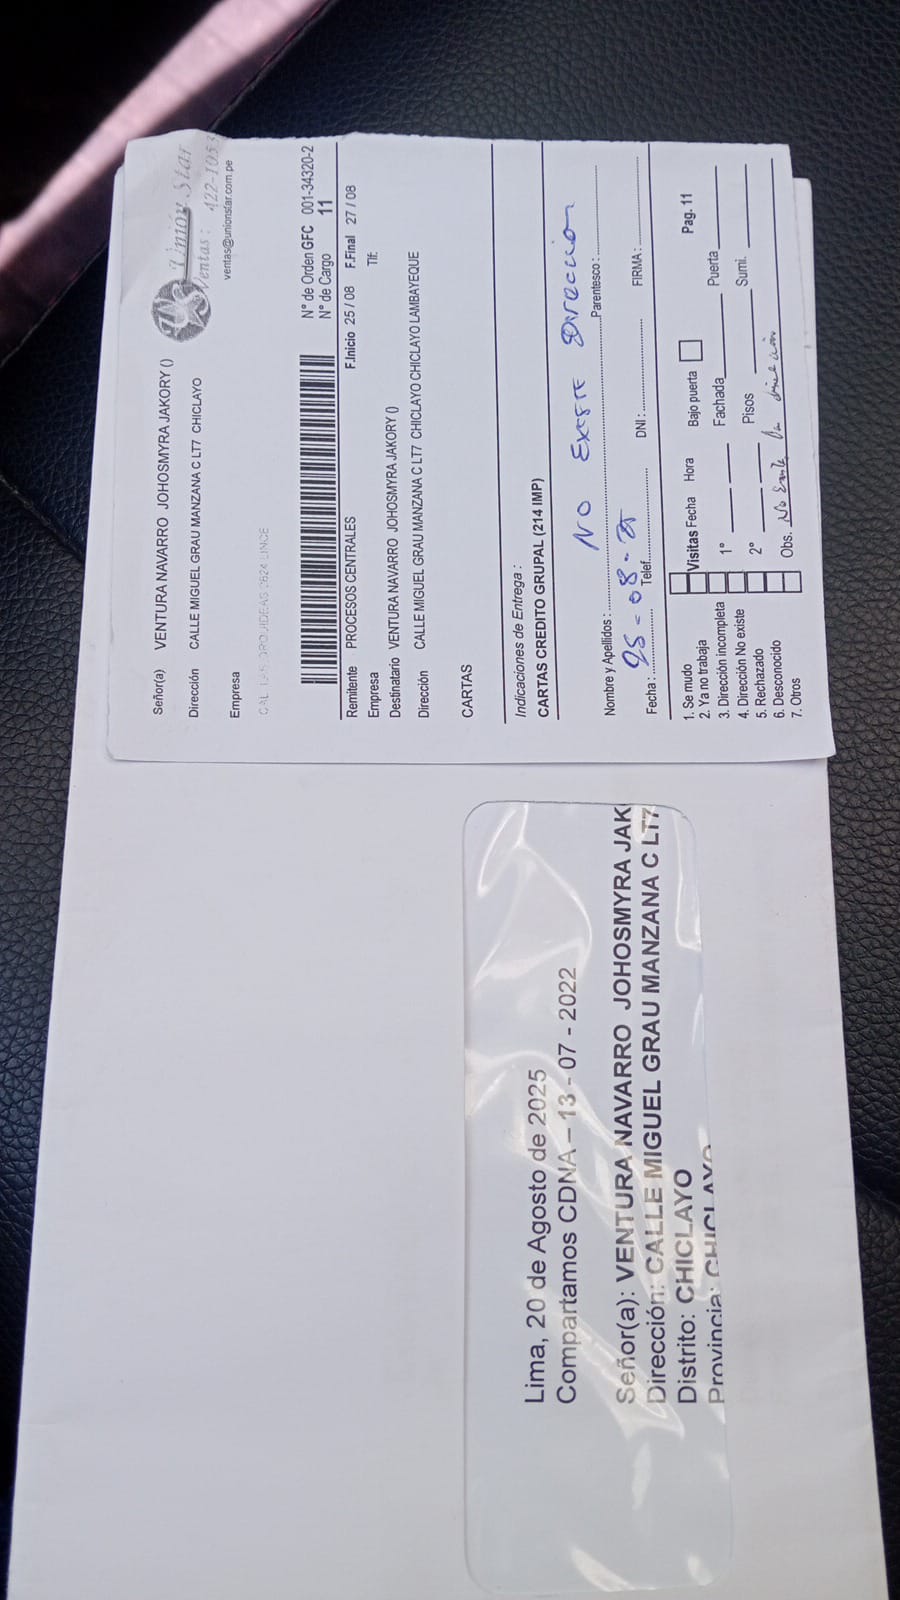 Unión Star
Ventas: 422-1053
ventas@unionstar.com.pe
Señor(a) VENTURA NAVARRO JOHOSMYRA JAKORY ()
Dirección CALLE MIGUEL GRAU MANZANA C LT7 CHICLAYO
Empresa
N° de Orden GFC 001-34320-2
N° de Cargo 11
Remitente PROCESOS CENTRALES F.Inicio 25 / 08 F.Final 27 / 08
Empresa Tlf:
Destinatario VENTURA NAVARRO JOHOSMYRA JAKORY ()
Dirección CALLE MIGUEL GRAU MANZANA C LT7 CHICLAYO CHICLAYO LAMBAYEQUE
CARTAS
Indicaciones de Entrega :
CARTAS CREDITO GRUPAL (214 IMP)
NO EXISTE DIRECCION
Nombre y Apellidos : Parentesco :
Fecha : 25-08-25 Telef. DNI : FIRMA :
1. Se mudo Visitas Fecha Hora Bajo puerta Pag. 11
2. Ya no trabaja
3. Dirección incompleta 1° Fachada Puerta
4. Dirección No existe
5. Rechazado 2° Pisos Sumi.
6. Desconocido
7. Otros Obs. No Existe la dirección
Lima, 20 de Agosto de 2025
Compartamos CDNA – 13 - 07 - 2022
Señor(a): VENTURA NAVARRO JOHOSMYRA JAK
Dirección: CALLE MIGUEL GRAU MANZANA C LT7
Distrito: CHICLAYO
Provincia: CHICLAYO